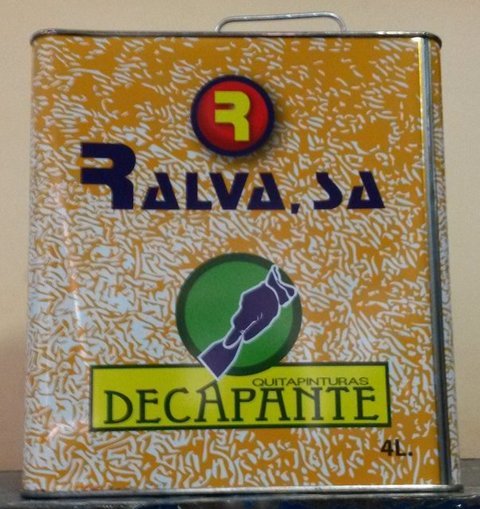 R
RALVA, SA
QUITAPINTURAS
DECAPANTE
4L.